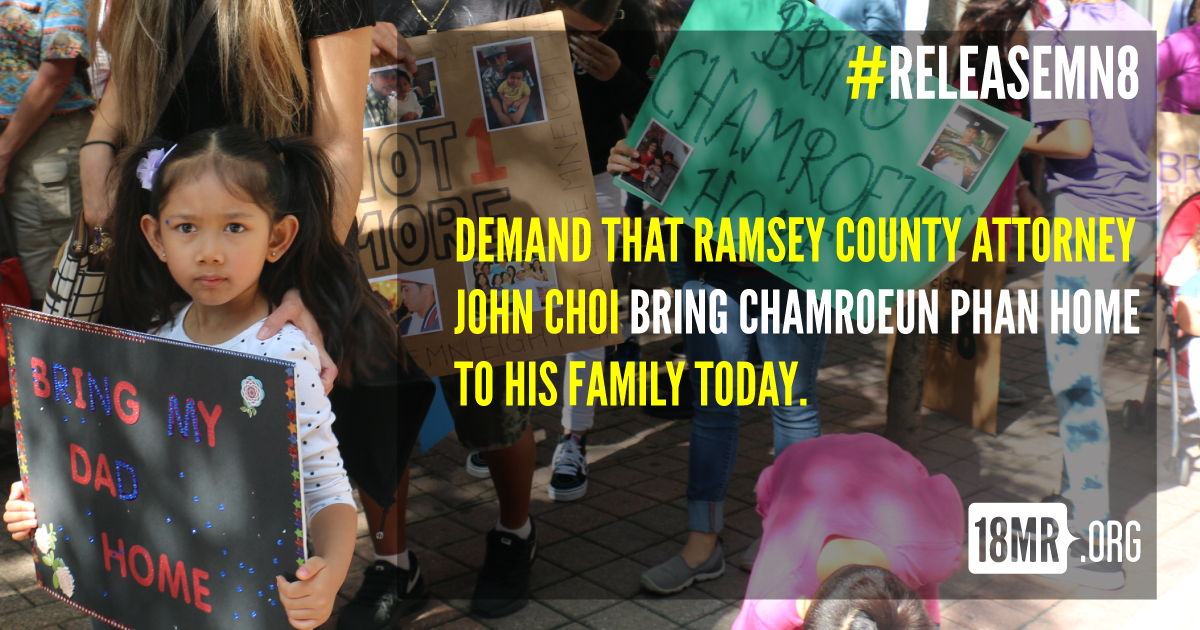 #RELEASEMN8
DEMAND THAT RAMSEY COUNTY ATTORNEY
JOHN CHOI BRING CHAMROEUN PHAN HOME
TO HIS FAMILY TODAY.
18MR.ORG
BRING MY
DAD
HOME
NOT 1
MORE
BRING
CHAMROEUN
HOME